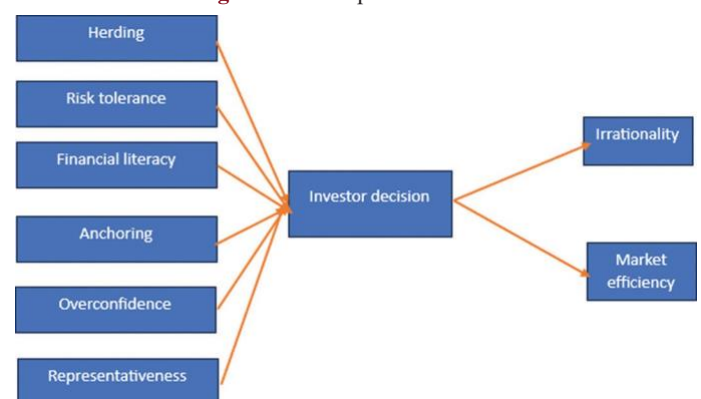 Herding
Risk tolerance
Financial literacy
Anchoring
Overconfidence
Representativeness
Investor decision
Irrationality
Market
efficiency